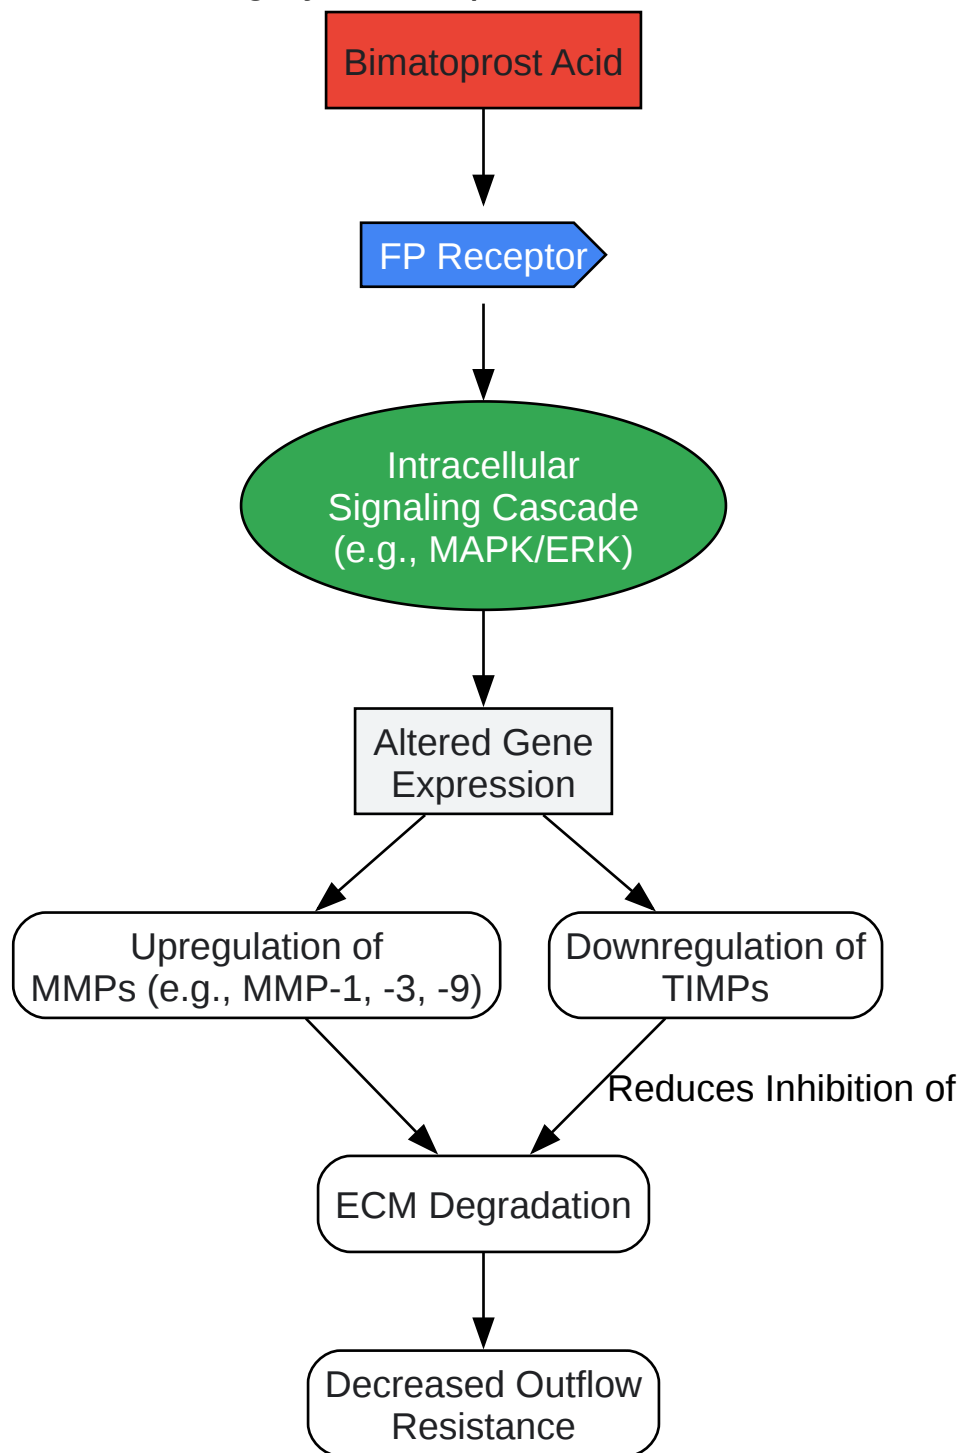 Bimatoprost Acid
FP Receptor
Intracellular
Signaling Cascade
(e.g., MAPK/ERK)
Altered Gene
Expression
Upregulation of
MMPs (e.g., MMP-1, -3, -9)
Downregulation of
TIMPs
Reduces Inhibition of
ECM Degradation
Decreased Outflow
Resistance